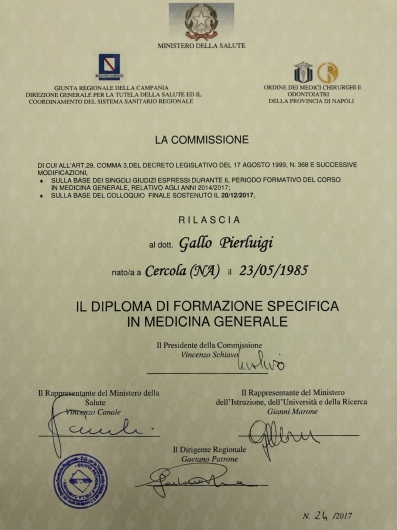 MINISTERO DELLA SALUTE
GIUNTA REGIONALE DELLA CAMPANIA
DIREZIONE GENERALE PER LA TUTELA DELLA SALUTE ED IL
COORDINAMENTO DEL SISTEMA SANITARIO REGIONALE
ORDINE DEI MEDICI CHIRURGHI E
ODONTOIATRI
DELLA PROVINCIA DI NAPOLI
LA COMMISSIONE
DI CUI ALL'ART.29, COMMA 3,DEL DECRETO LEGISLATIVO DEL 17 AGOSTO 1999, N. 368 E SUCCESSIVE
MODIFICAZIONI,
♦ SULLA BASE DEI SINGOLI GIUDIZI ESPRESSI DURANTE IL PERIODO FORMATIVO DEL CORSO
IN MEDICINA GENERALE, RELATIVO AGLI ANNI 2014/2017;
♦ SULLA BASE DEL COLLOQUIO FINALE SOSTENUTO IL 20/12/2017,
RILASCIA
al dott. Gallo Pierluigi
nato/a a Cercola (NA) il 23/05/1985
IL DIPLOMA DI FORMAZIONE SPECIFICA
IN MEDICINA GENERALE
Il Presidente della Commissione
Vincenzo Schiavo
Il Rappresentante del Ministero della
Salute
Vincenzo Canale
Il Rappresentante del Ministero
dell'Istruzione, dell'Università e della Ricerca
Gianni Marone
Il Dirigente Regionale
Gaetano Patrone
N. 24 /2017